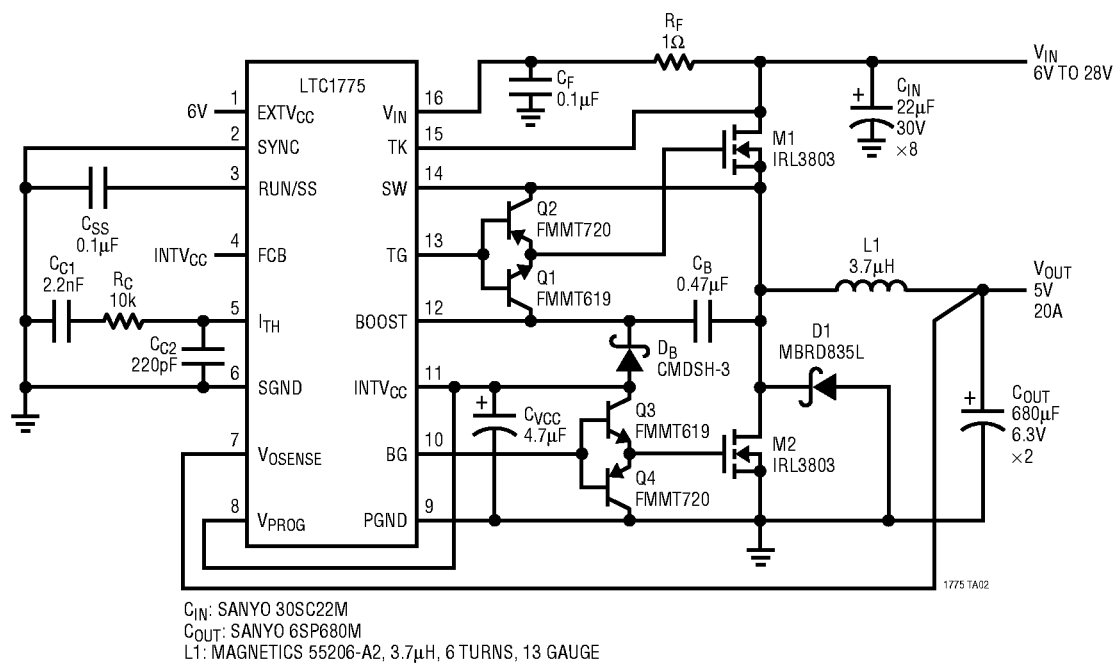 RF
1Ω
VIN
6V TO 28V
LTC1775
CF
0.1µF
+
CIN
22µF
30V
×8
6V
1
EXTVCC
VIN
16
2
SYNC
TK
15
M1
IRL3803
3
RUN/SS
SW
14
CSS
0.1µF
Q2
FMMT720
INTVCC
4
FCB
TG
13
CC1
2.2nF
RC
10k
Q1
FMMT619
CB
0.47µF
L1
3.7µH
VOUT
5V
20A
5
ITH
BOOST
12
CC2
220pF
DB
CMDSH-3
D1
MBRD835L
6
SGND
INTVCC
11
+
CVCC
4.7µF
Q3
FMMT619
+
COUT
680µF
6.3V
×2
7
VOSENSE
BG
10
M2
IRL3803
Q4
FMMT720
8
VPROG
PGND
9
1775 TA02
CIN: SANYO 30SC22M
COUT: SANYO 6SP680M
L1: MAGNETICS 55206-A2, 3.7µH, 6 TURNS, 13 GAUGE